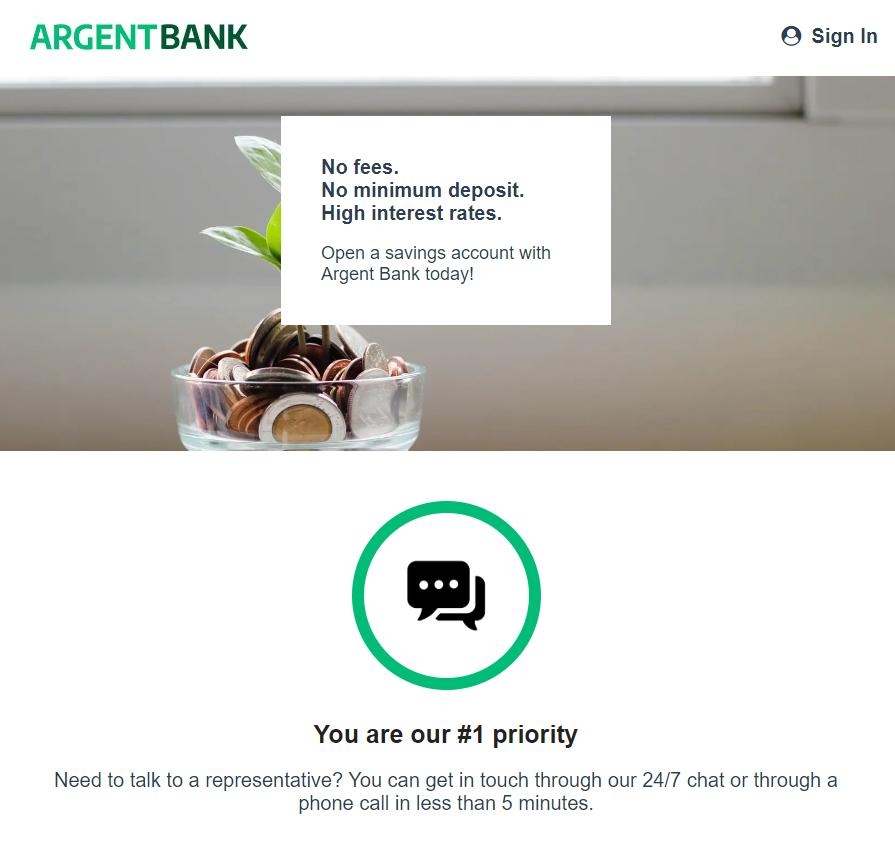 ARGENTBANK
Sign In
No fees.
No minimum deposit.
High interest rates.
Open a savings account with
Argent Bank today!
You are our #1 priority
Need to talk to a representative? You can get in touch through our 24/7 chat or through a
phone call in less than 5 minutes.